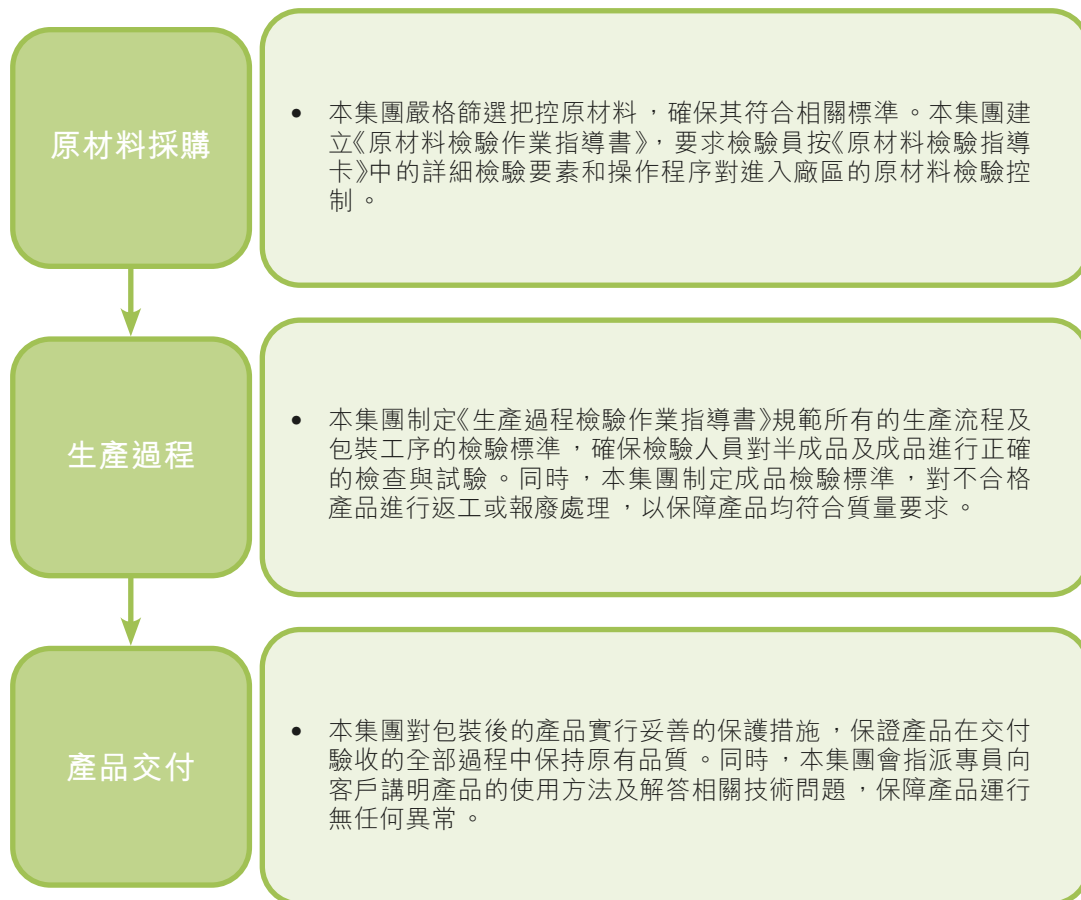 原材料採購
• 本集團嚴格篩選把控原材料，確保其符合相關標準。本集團建
立《原材料檢驗作業指導書》，要求檢驗員按《原材料檢驗指導
卡》中的詳細檢驗要素和操作程序對進入廠區的原材料檢驗控
制。
生產過程
• 本集團制定《生產過程檢驗作業指導書》規範所有的生產流程及
包裝工序的檢驗標準，確保檢驗人員對半成品及成品進行正確
的檢查與試驗。同時，本集團制定成品檢驗標準，對不合格
產品進行返工或報廢處理，以保障產品均符合質量要求。
產品交付
• 本集團對包裝後的產品實行妥善的保護措施，保證產品在交付
驗收的全部過程中保持原有品質。同時，本集團會指派專員向
客戶講明產品的使用方法及解答相關技術問題，保障產品運行
無任何異常。